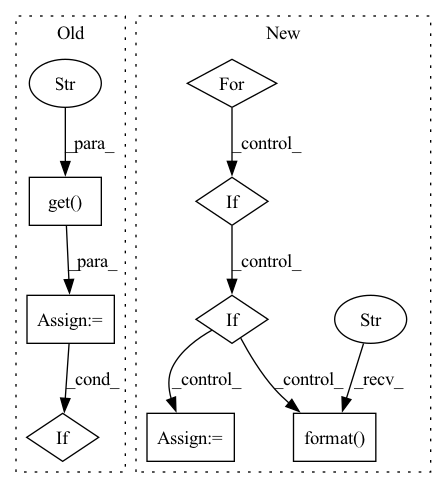 Old
New
Str
For
_para_
_control_
get()
If
_para_
_control_
Assign:=
If
Str
_cond_
_control_
_control_
_recv_
If
Assign:=
format()